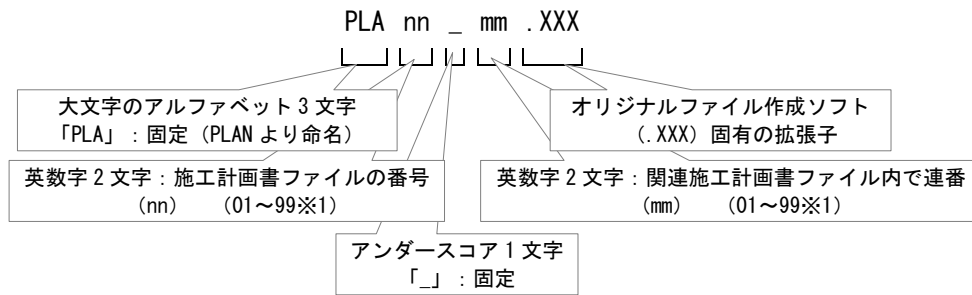 PLA nn _ mm .XXX
大文字のアルファベット3文字
「PLA」：固定（PLANより命名）
オリジナルファイル作成ソフト
（.XXX）固有の拡張子
英数字2文字：施工計画書ファイルの番号
（nn）　（01～99※1）
英数字2文字：関連施工計画書ファイル内で連番
（mm）　（01～99※1）
アンダースコア1文字
「_」：固定